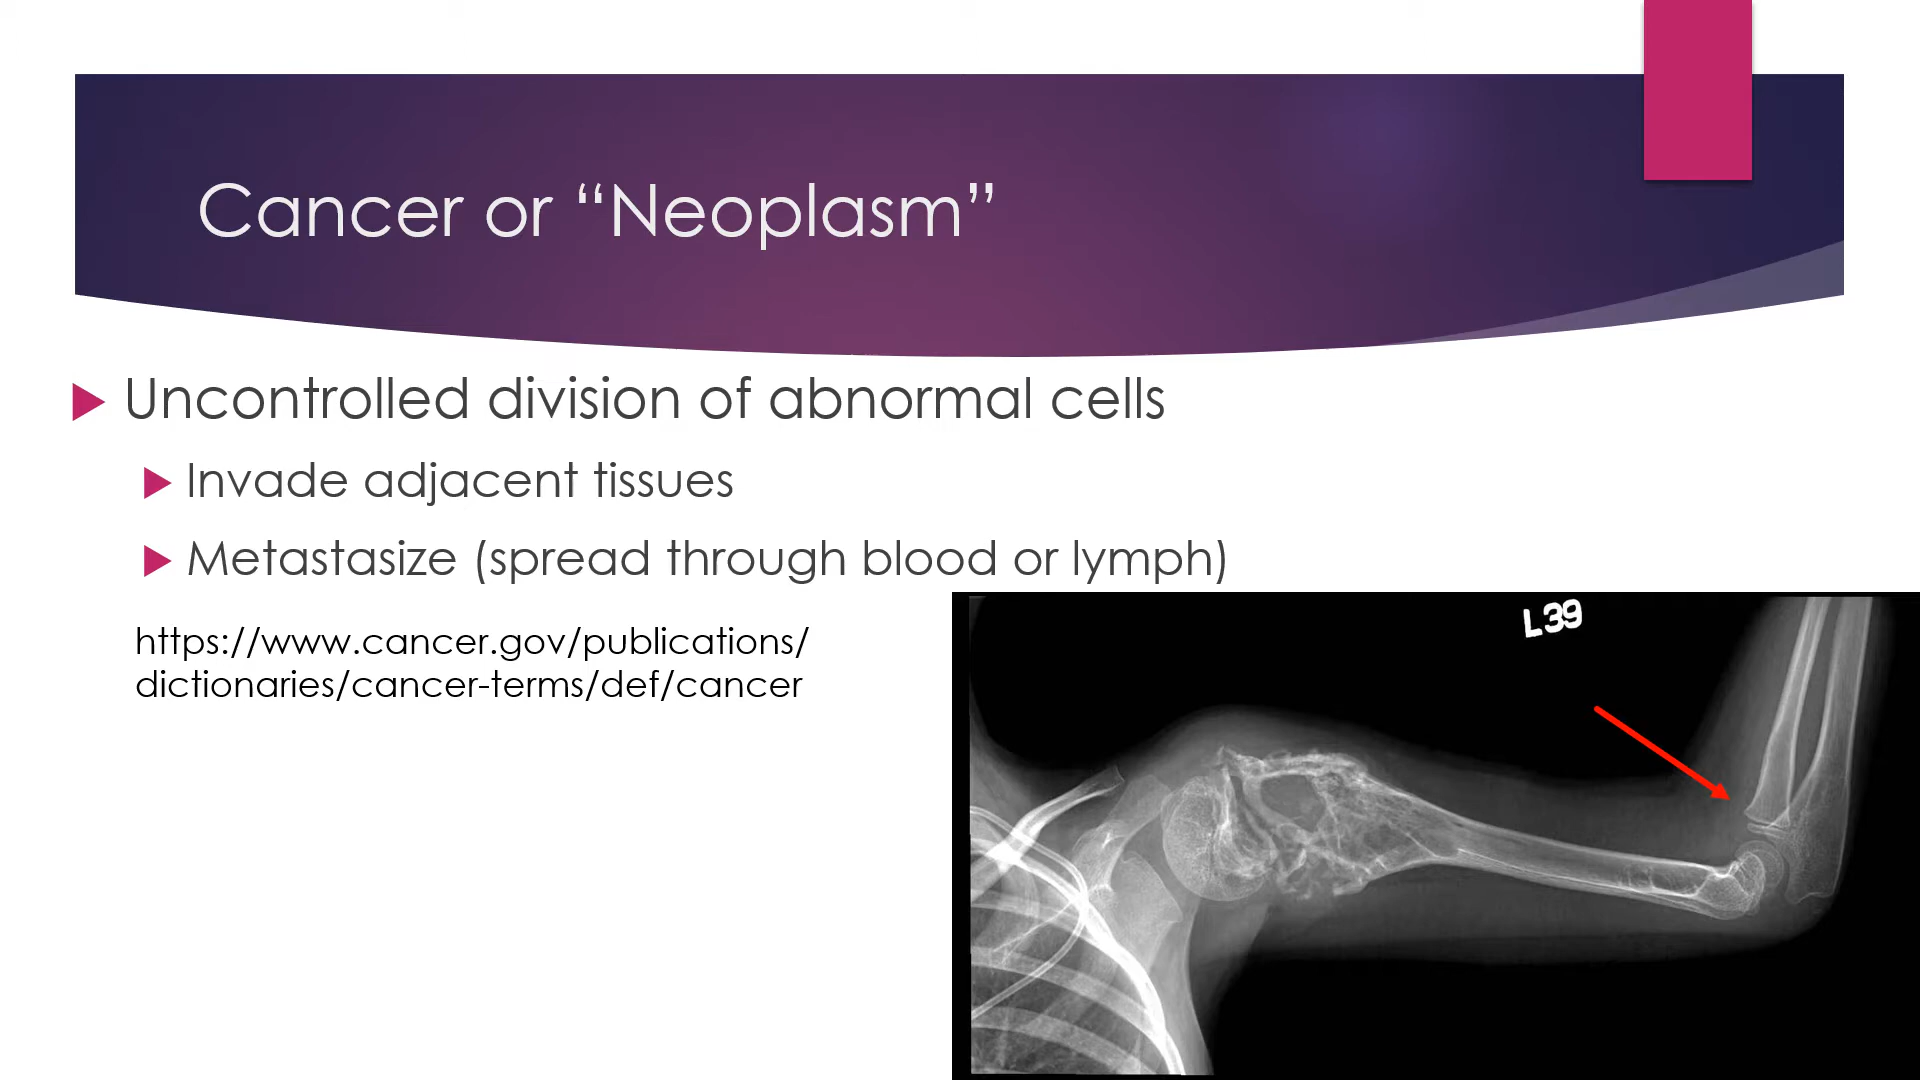 Cancer or “Neoplasm”
Uncontrolled division of abnormal cells
Invade adjacent tissues
Metastasize (spread through blood or lymph)
https://www.cancer.gov/publications/
dictionaries/cancer-terms/def/cancer
L39